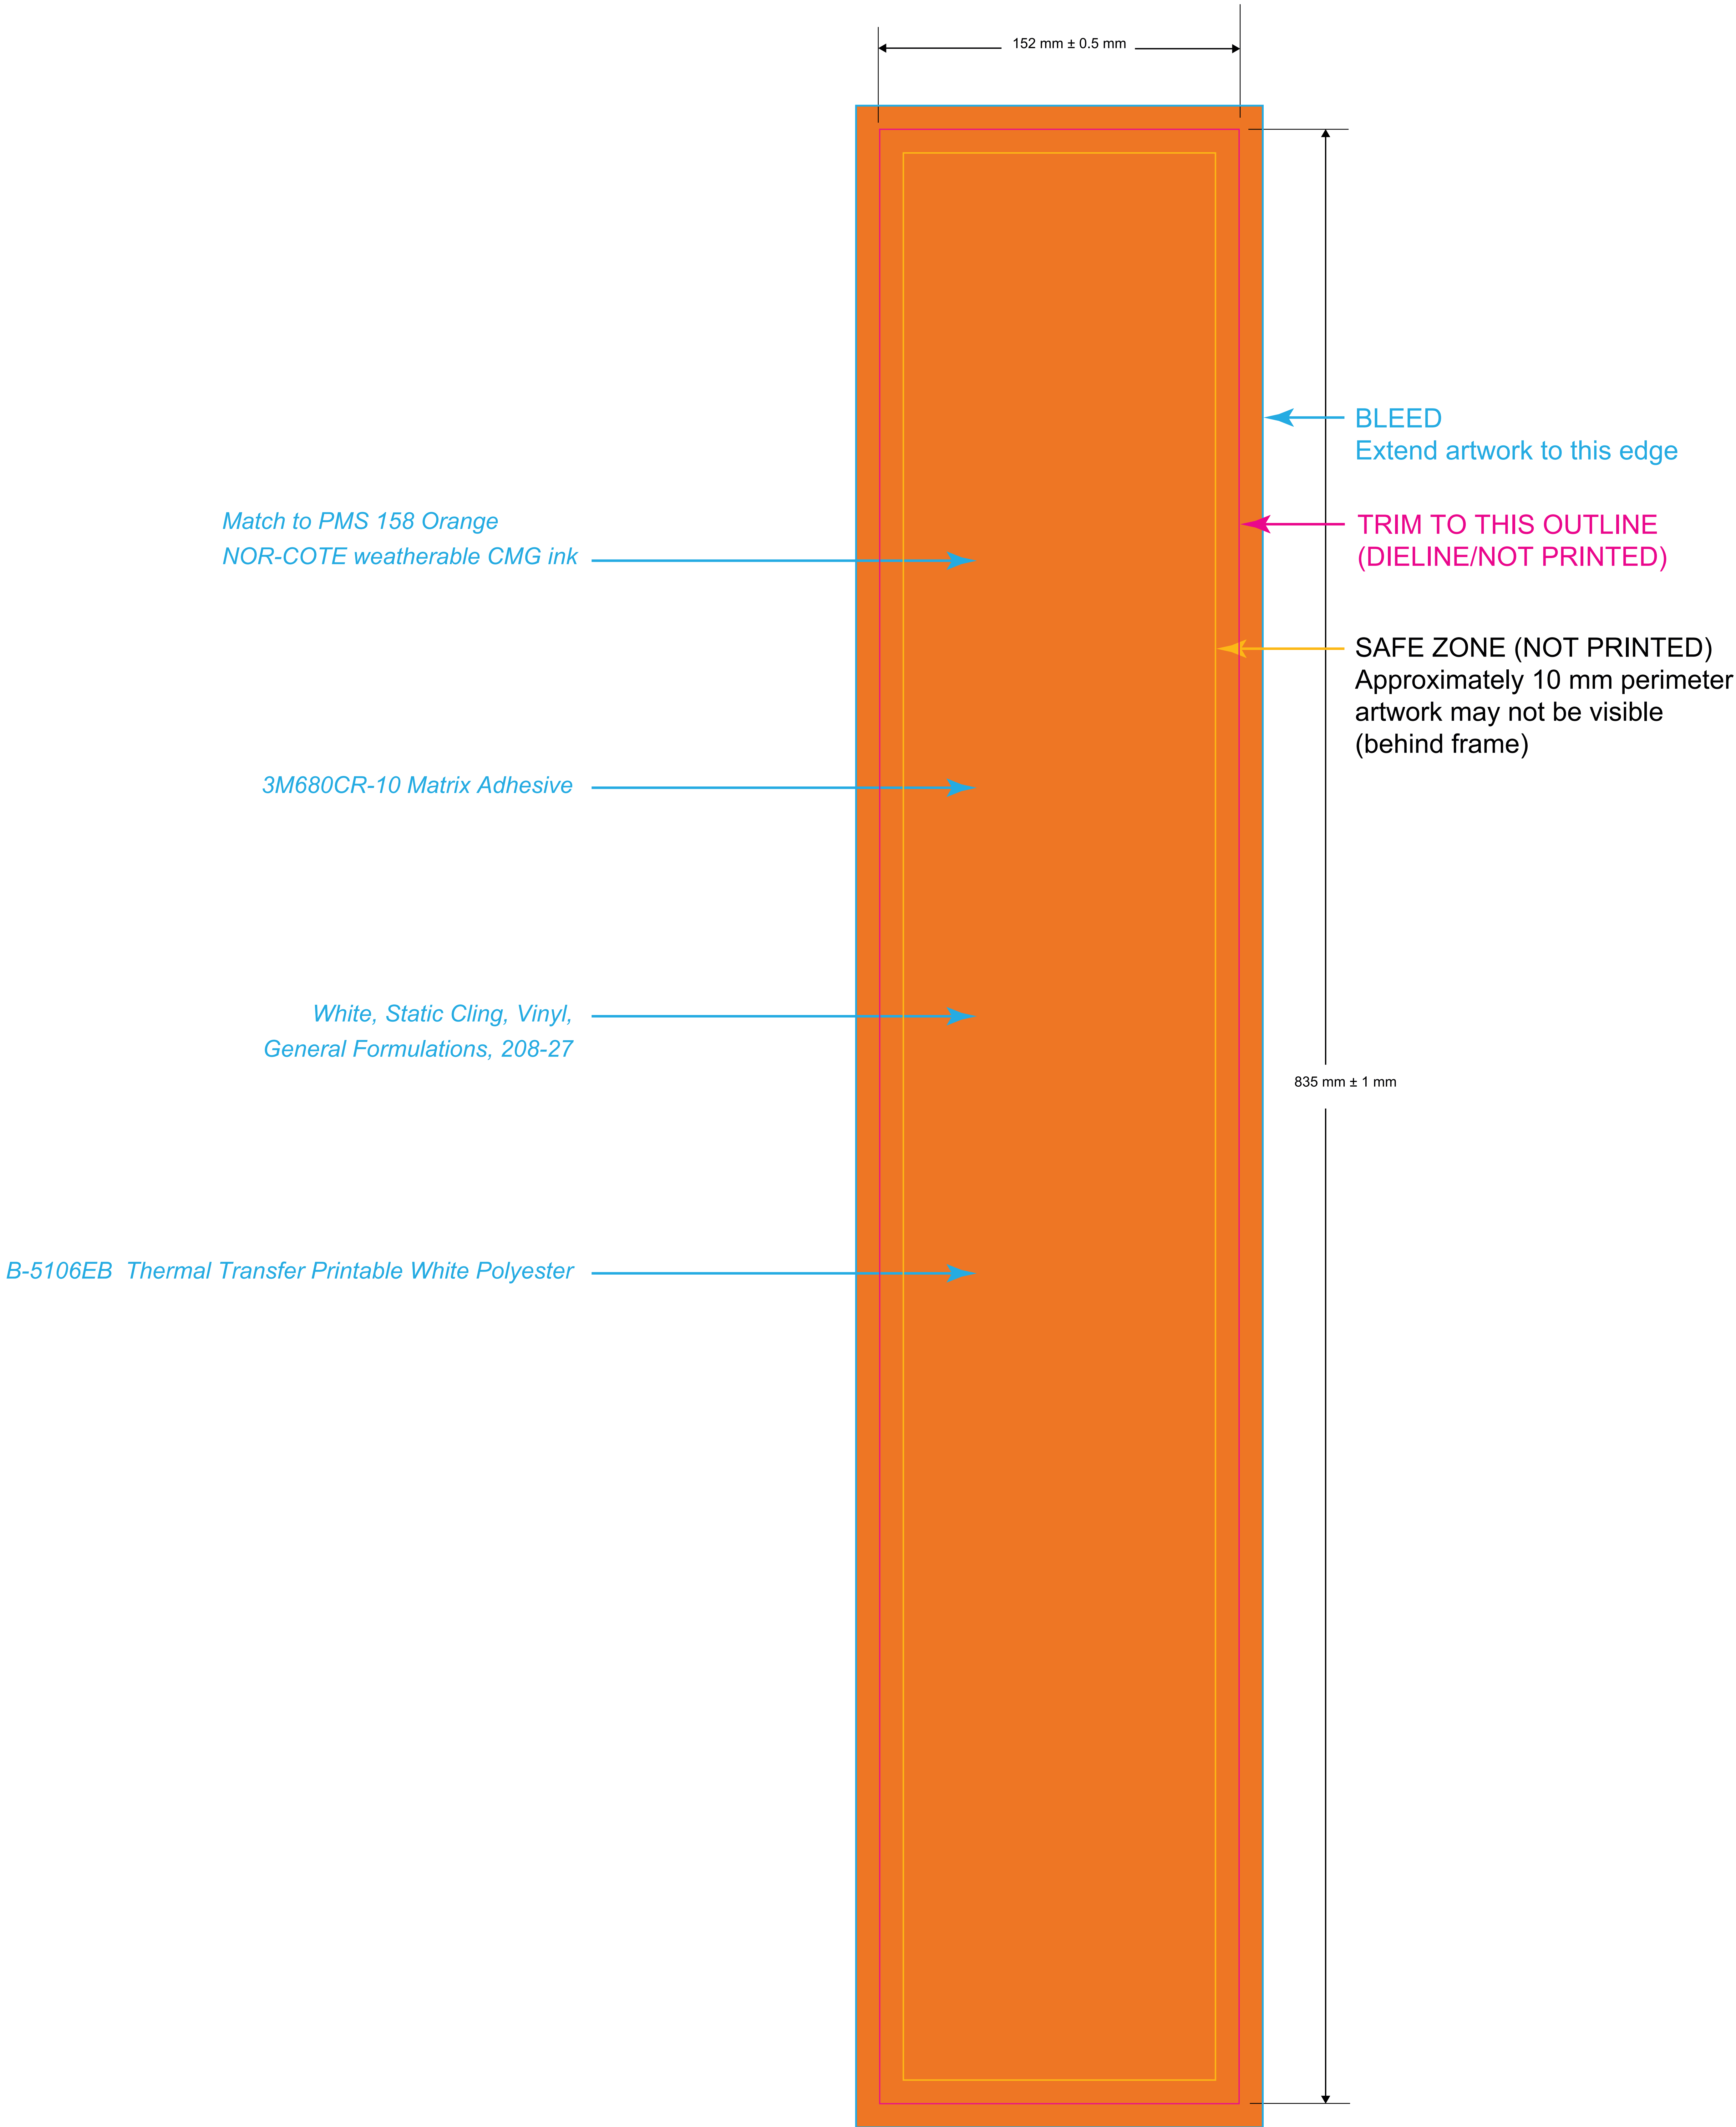 152 mm ± 0.5 mm
BLEED
Extend artwork to this edge
Match to PMS 158 Orange
NOR-COTE weatherable CMG ink
TRIM TO THIS OUTLINE
(DIELINE/NOT PRINTED)
SAFE ZONE (NOT PRINTED)
Approximately 10 mm perimeter
artwork may not be visible
(behind frame)
3M680CR-10 Matrix Adhesive
White, Static Cling, Vinyl,
General Formulations, 208-27
835 mm ± 1 mm
B-5106EB  Thermal Transfer Printable White Polyester